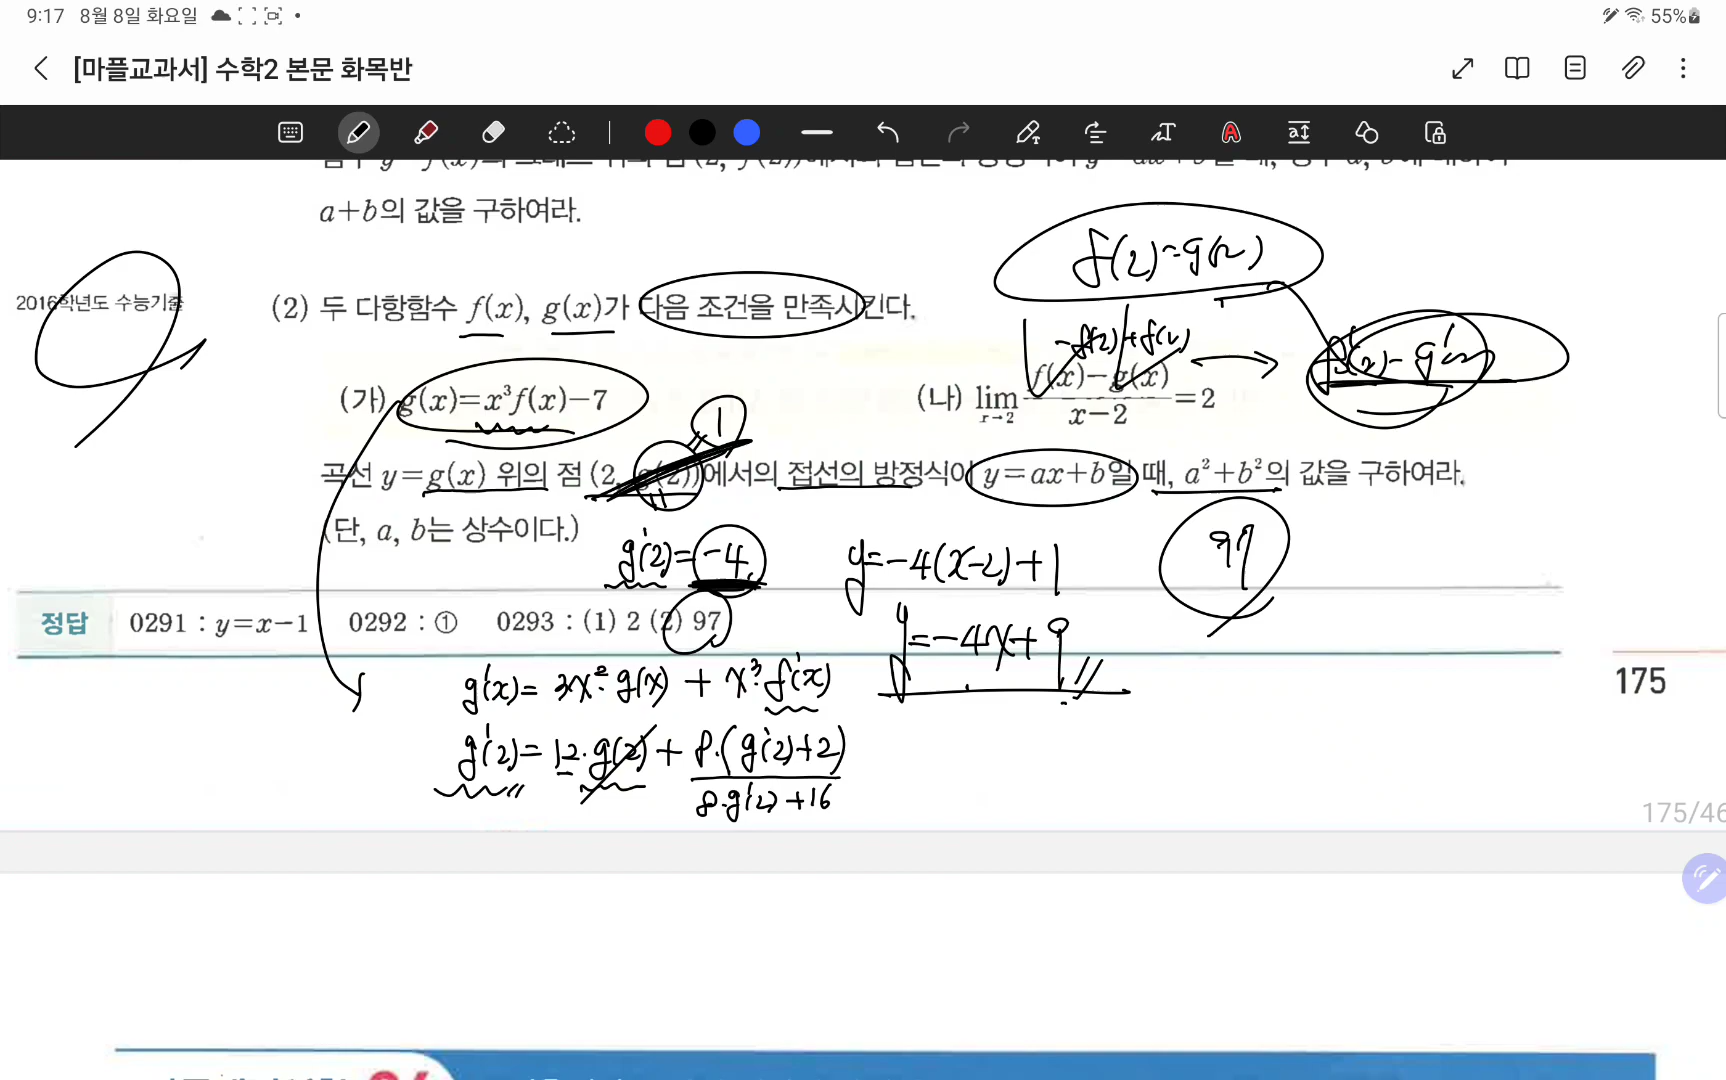 9:17 8월 8일 화요일 55%
[마플교과서] 수학2 본문 화목반
a+b의 값을 구하여라.
f(2)=g(2)
2016학년도 수능기출
(2) 두 다항함수 f(x), g(x)가 다음 조건을 만족시킨다.
-f(2)+f(2)
(가) g(x)=x³f(x)-7 (나) lim x→2 f(x)-g(x) / x-2 =2
1
곡선 y=g(x) 위의 점 (2, g(2))에서의 접선의 방정식이 y=ax+b일 때, a²+b²의 값을 구하여라.
(단, a, b는 상수이다.)
g'(2)=-4 y=-4(x-2)+1 97
정답 0291 : y=x-1 0292 : ① 0293 : (1) 2 (2) 97
y=-4x+9
175
g'(x)= 3x²·g(x) + x³·f'(x)
g'(2)= 12·g(2) + 8·(g'(2)+2)
8·g'(2)+16